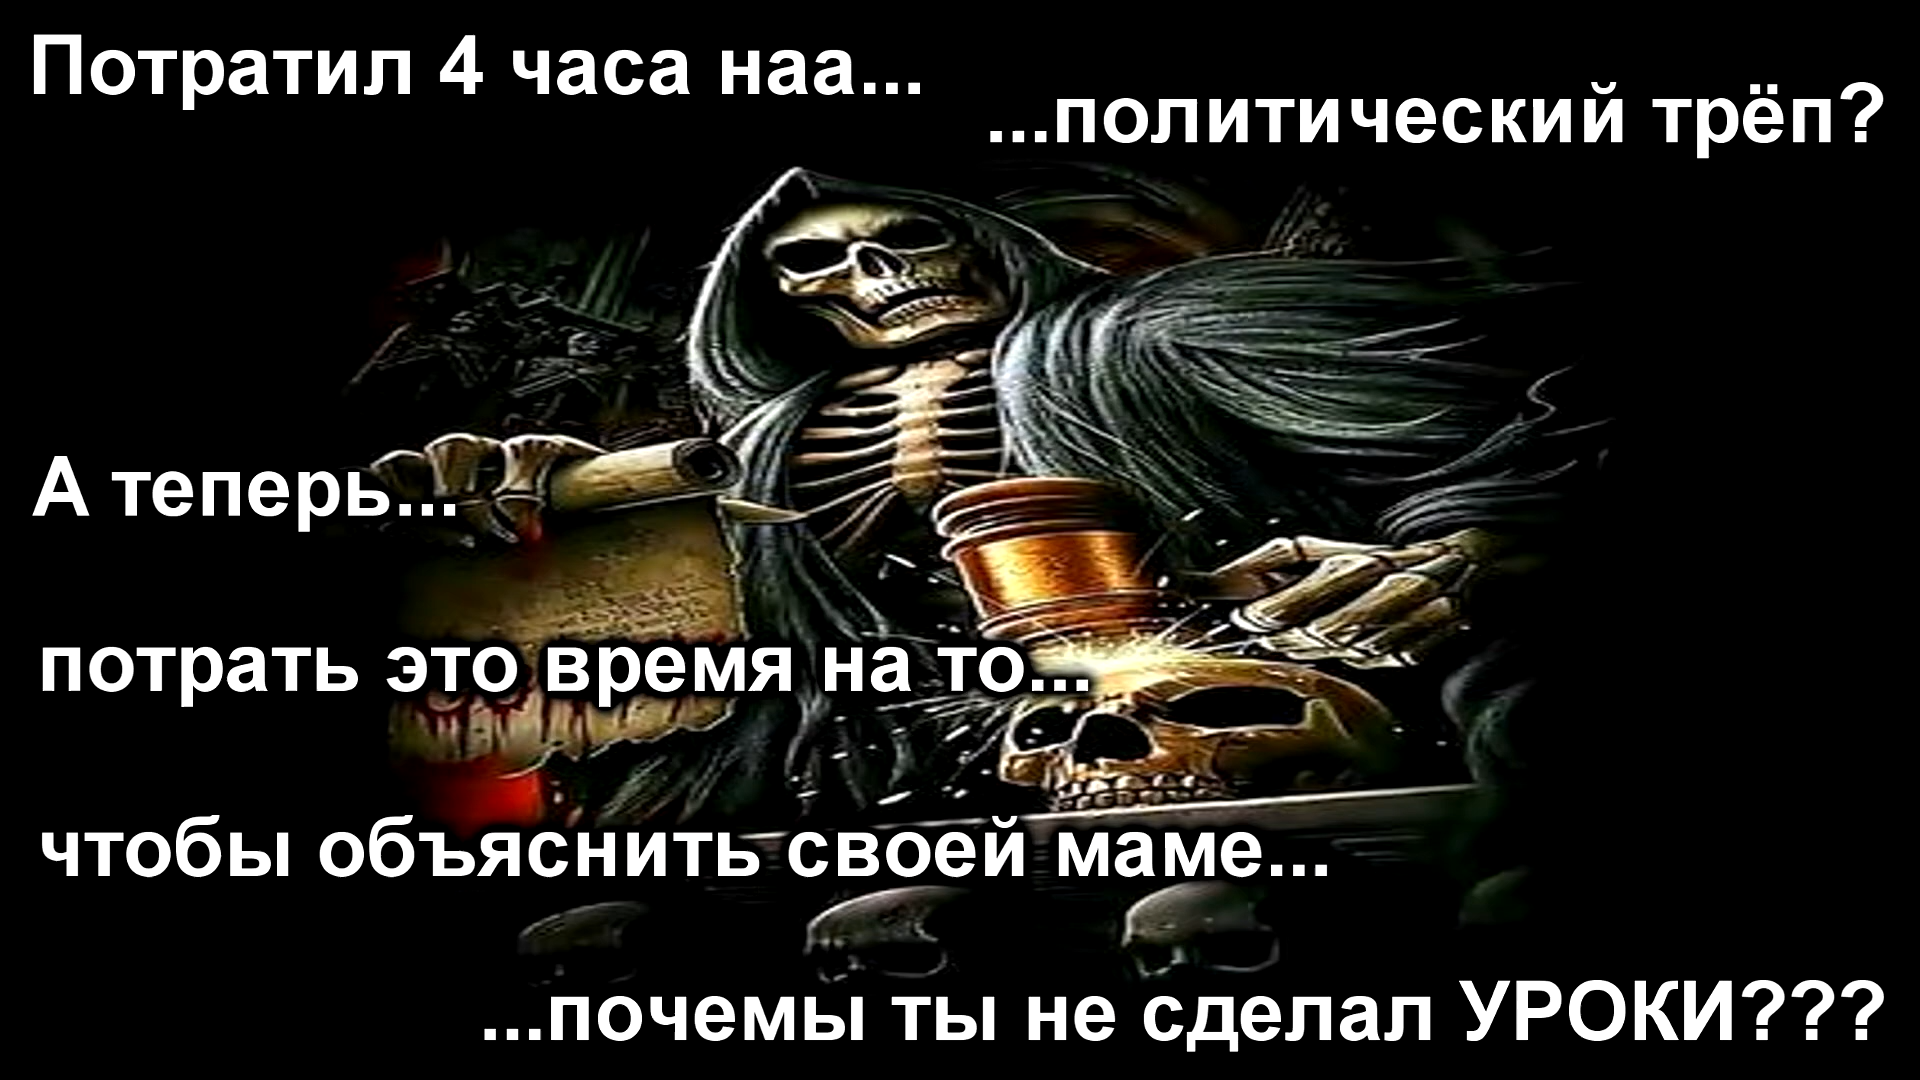 Потратил 4 часа наа...
...политический трёп?
А теперь...
потрать это время на то...
чтобы объяснить своей маме...
...почемы ты не сделал УРОКИ???